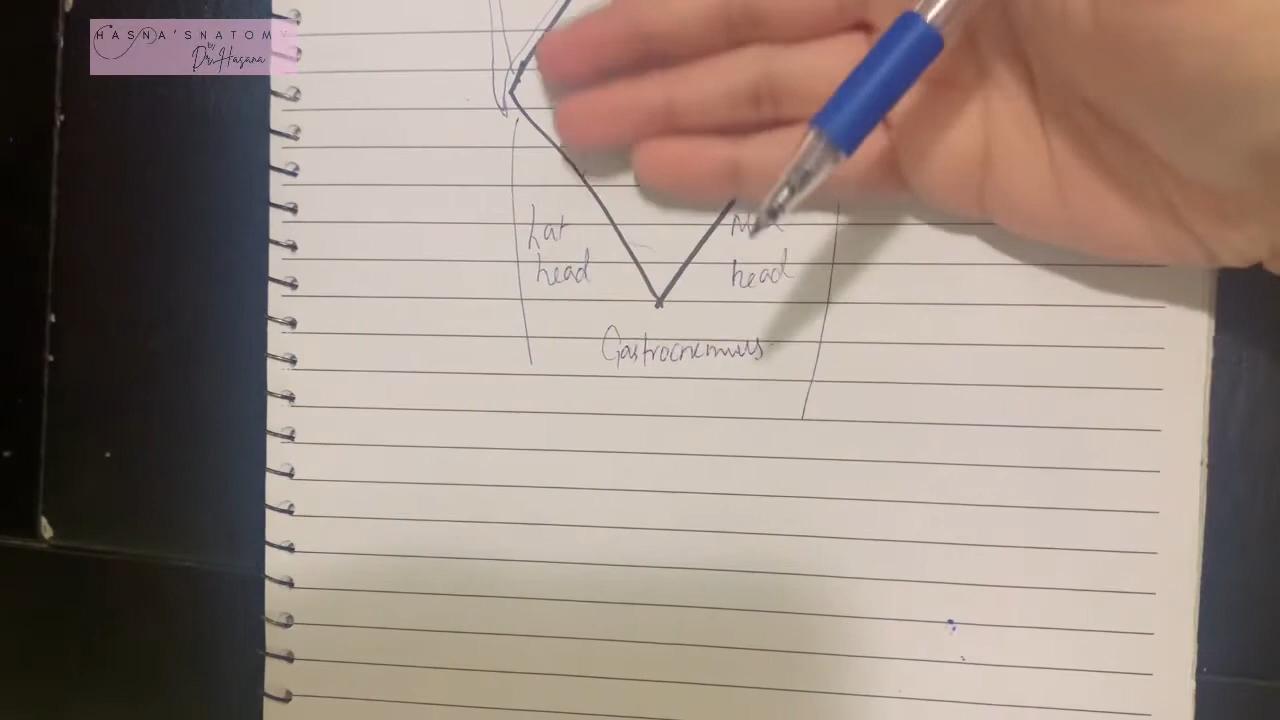 HASNA'SNATOMY
by
Dr. Hasana
Lat
head
head
Gastrocnemius